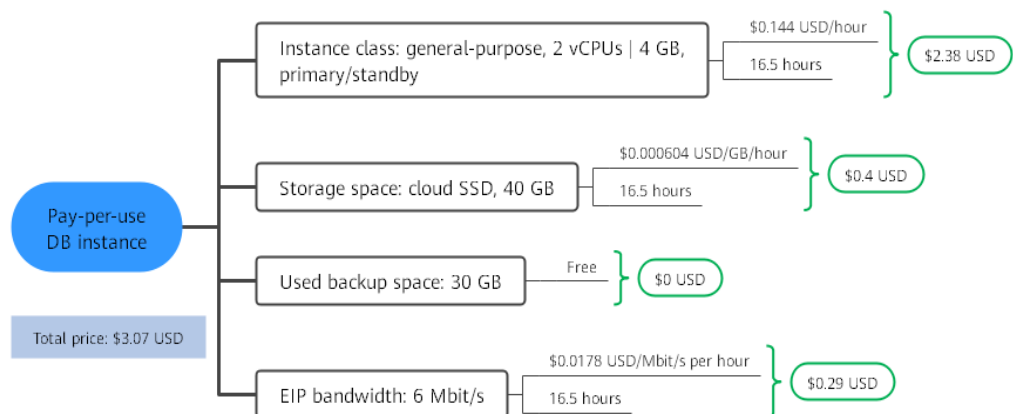 Pay-per-use
DB instance
Total price: $3.07 USD
Instance class: general-purpose, 2 vCPUs | 4 GB,
primary/standby
$0.144 USD/hour
16.5 hours
$2.38 USD
Storage space: cloud SSD, 40 GB
$0.000604 USD/GB/hour
16.5 hours
$0.4 USD
Used backup space: 30 GB
Free
$0 USD
EIP bandwidth: 6 Mbit/s
$0.0178 USD/Mbit/s per hour
16.5 hours
$0.29 USD